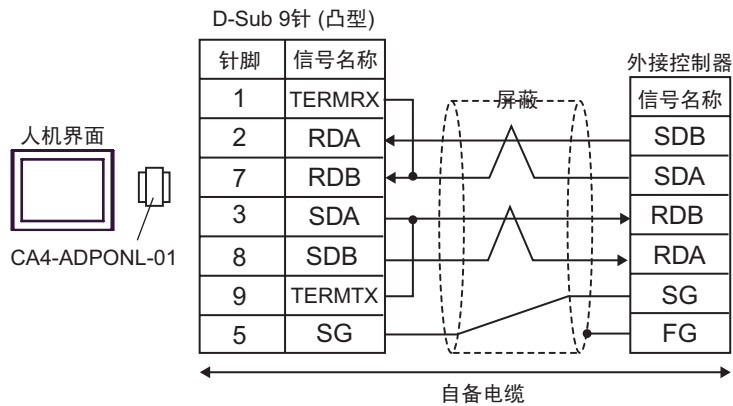 D-Sub 9针 (凸型)
针脚 信号名称
外接控制器
1 TERMRX
屏蔽
信号名称
人机界面
2 RDA
SDB
7 RDB
SDA
3 SDA
RDB
CA4-ADPONL-01
8 SDB
RDA
9 TERMTX
SG
5 SG
FG
自备电缆